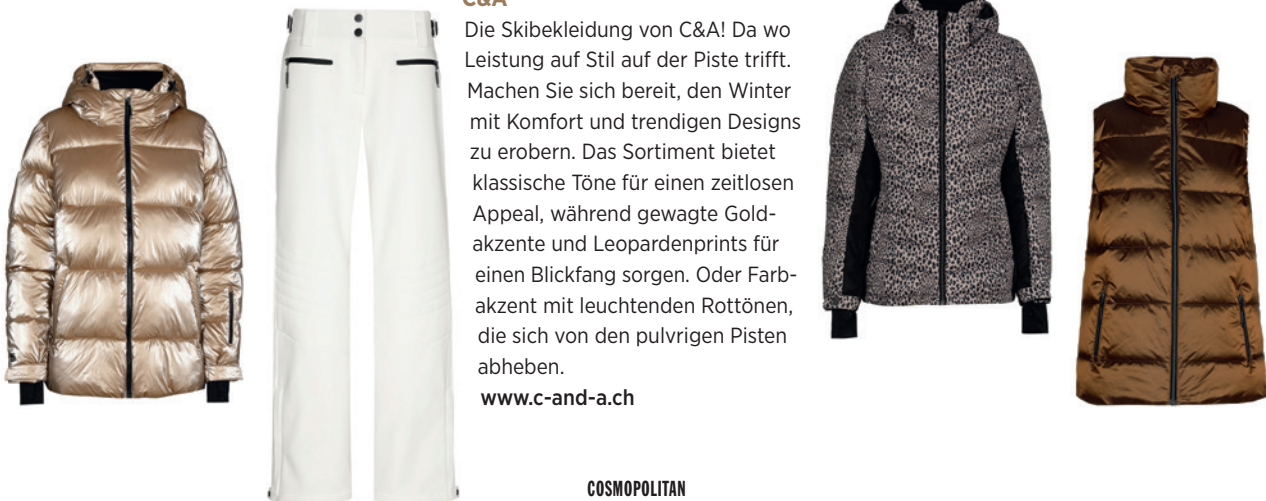 C&A
Die Skibekleidung von C&A! Da wo
Leistung auf Stil auf der Piste trifft.
Machen Sie sich bereit, den Winter
mit Komfort und trendigen Designs
zu erobern. Das Sortiment bietet
klassische Töne für einen zeitlosen
Appeal, während gewagte Gold-
akzente und Leopardenprints für
einen Blickfang sorgen. Oder Farb-
akzent mit leuchtenden Rottönen,
die sich von den pulvrigen Pisten
abheben.
www.c-and-a.ch
COSMOPOLITAN